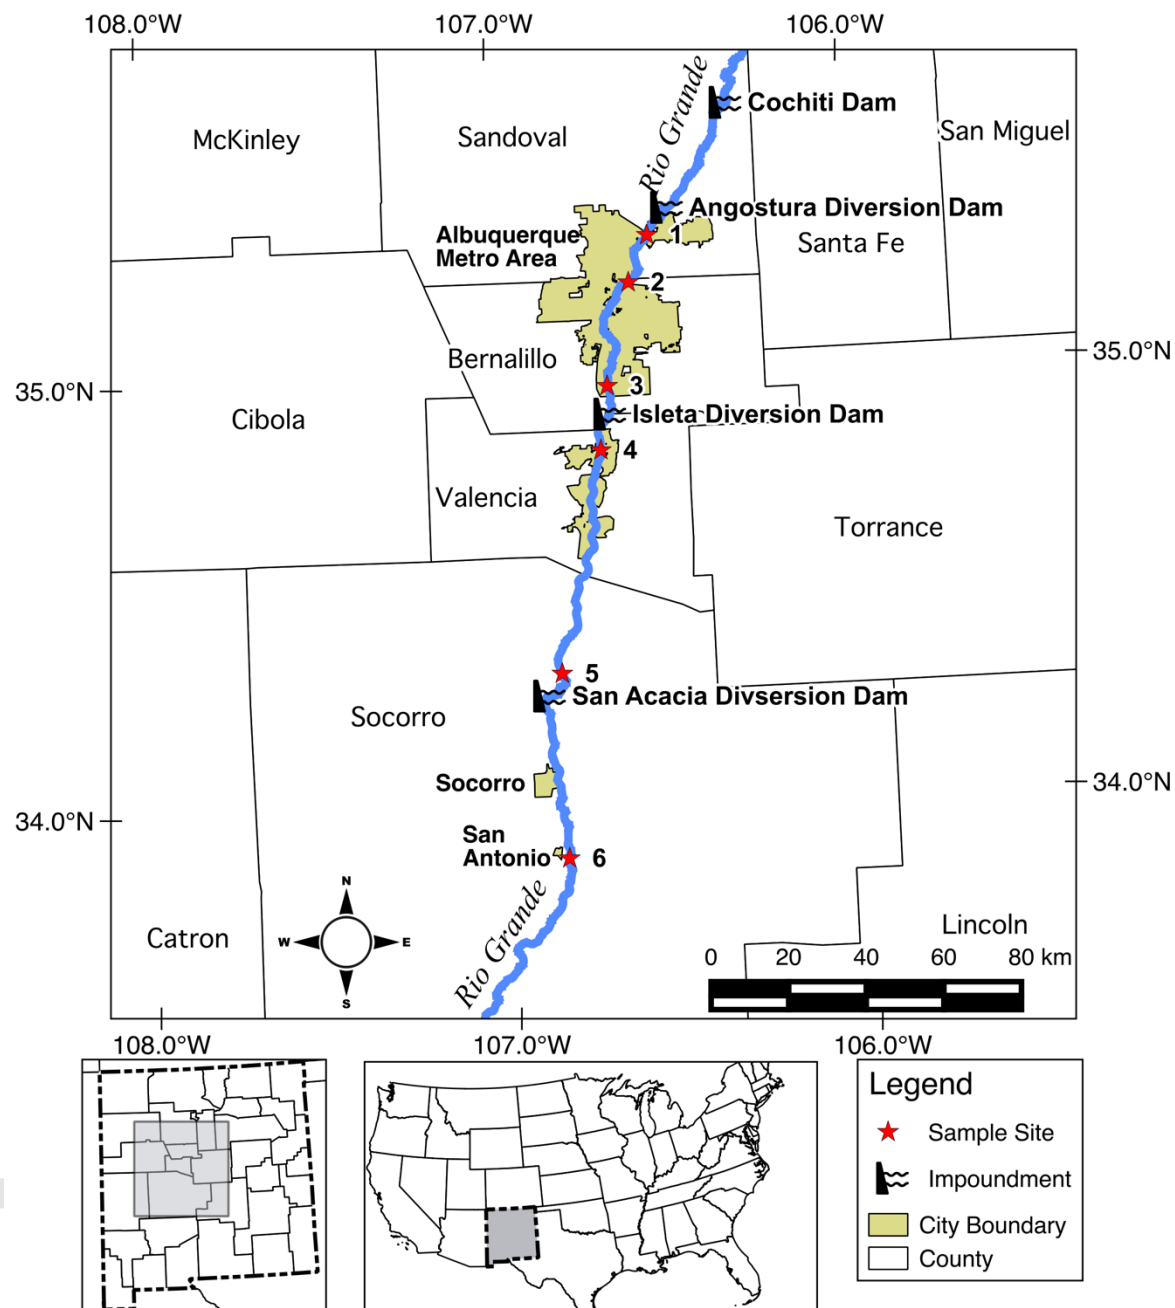 108.0°W 107.0°W 106.0°W
Rio Grande
Cochiti Dam
McKinley
Sandoval
San Miguel
Angostura Diversion Dam
Albuquerque
Metro Area
1
Santa Fe
2
35.0°N
Bernalillo
35.0°N
3
Cibola
Isleta Diversion Dam
4
Valencia
Torrance
5
San Acacia Divsersion Dam
Socorro
34.0°N
Socorro
34.0°N
San
Antonio
6
Rio Grande
N
W E
S
Catron
Lincoln
0 20 40 60 80 km
108.0°W 107.0°W 106.0°W
Legend
Sample Site
Impoundment
City Boundary
County